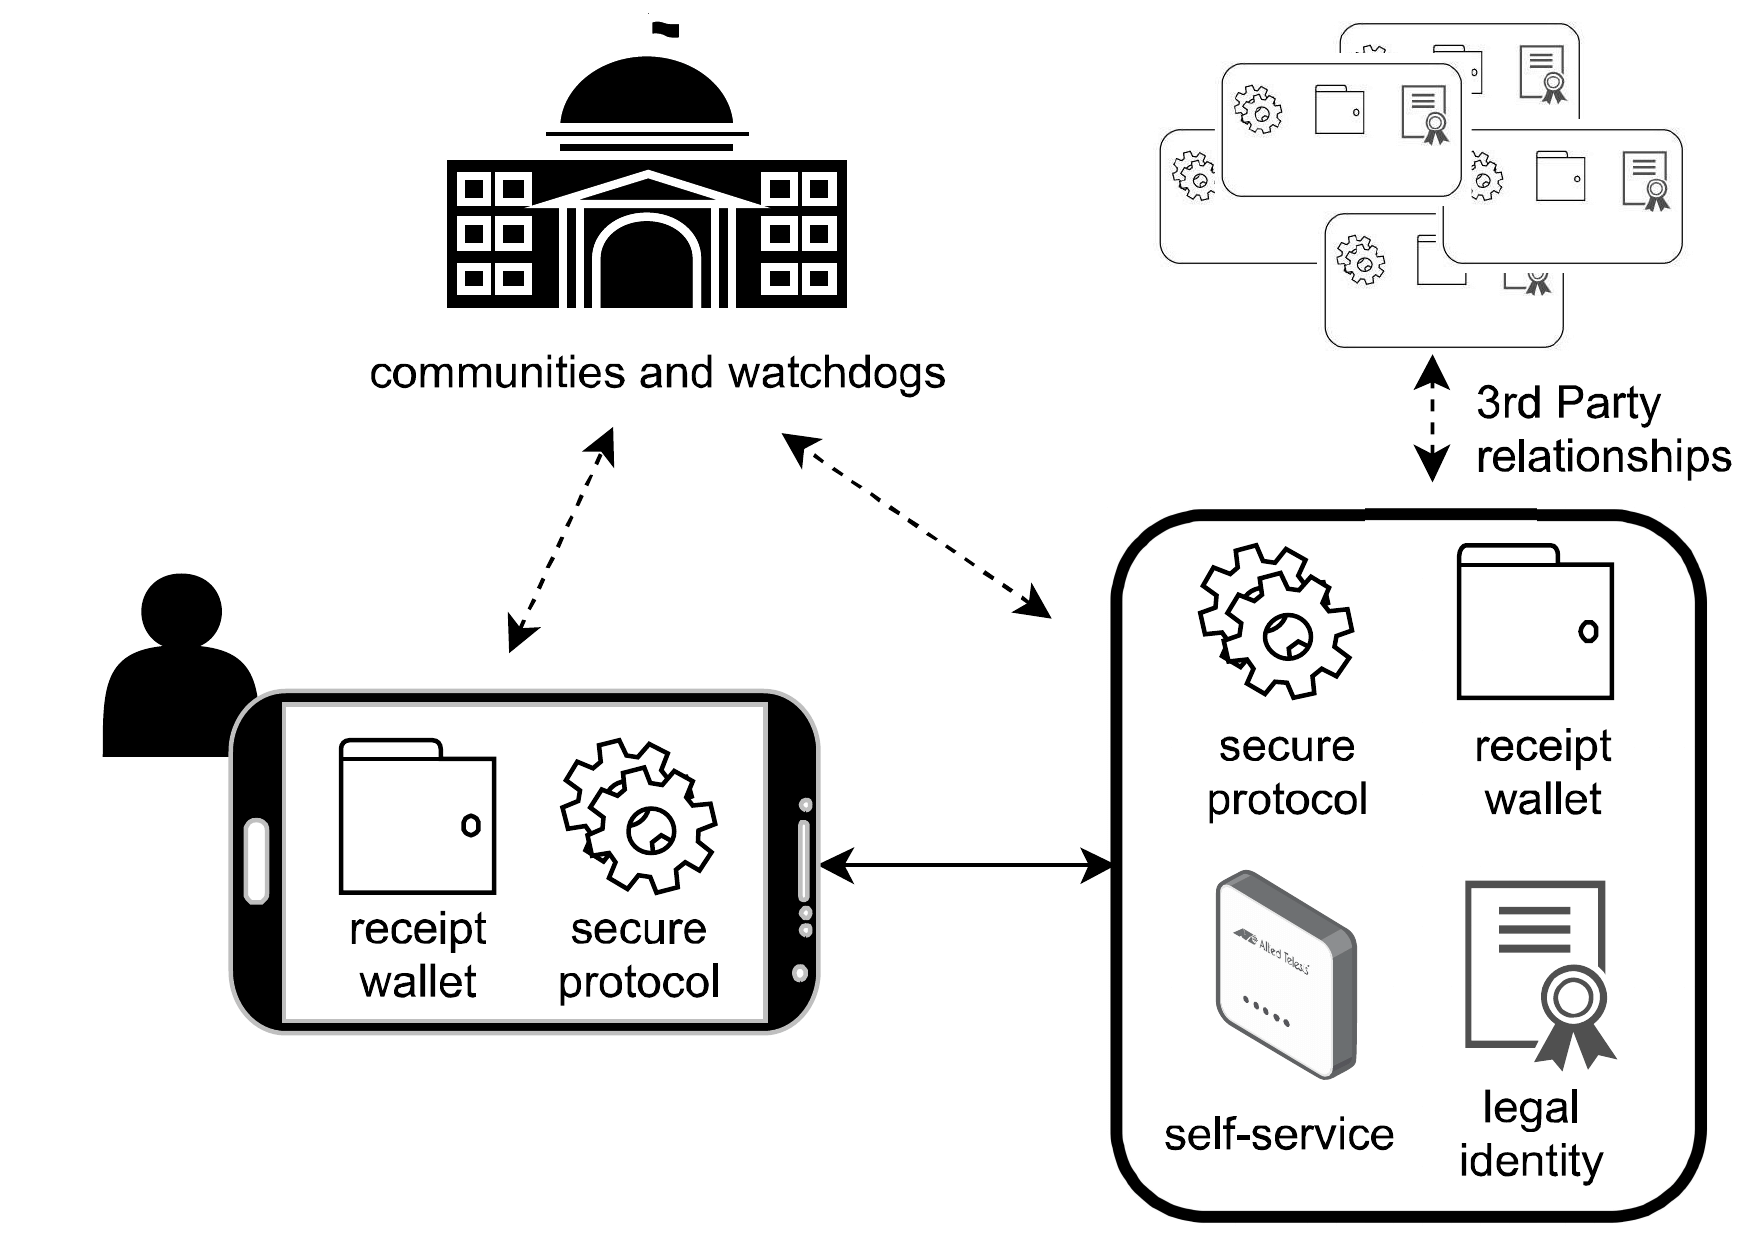 communities and watchdogs
3rd Party
relationships
receipt
wallet
secure
protocol
secure
protocol
receipt
wallet
Allied Telesis
self-service
legal
identity